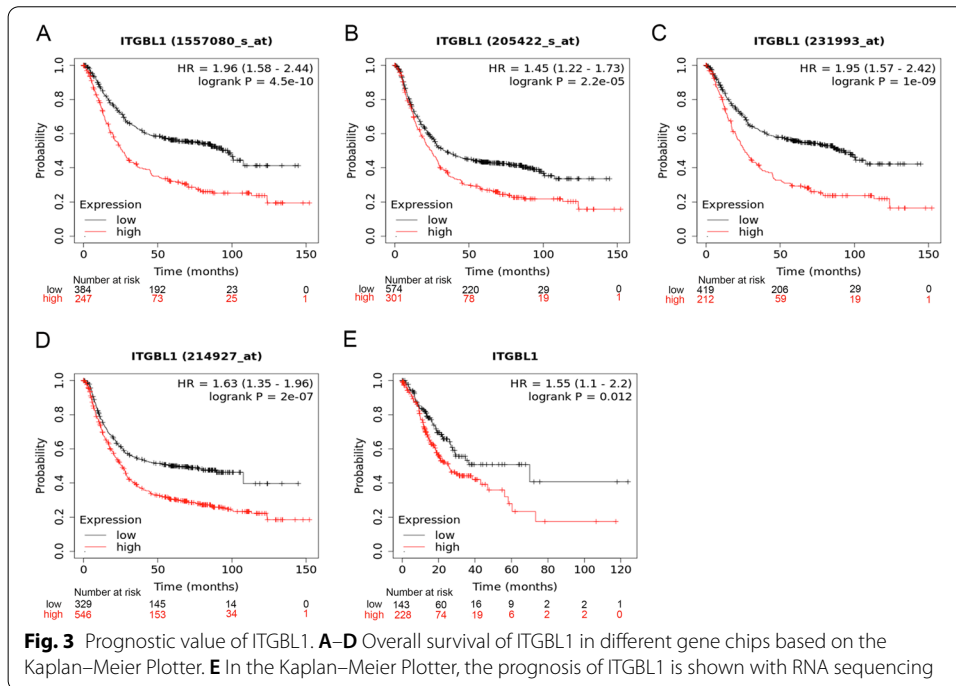 A
ITGBL1 (1557080_s_at)
HR = 1.96 (1.58 - 2.44)
logrank P = 4.5e-10
Probability
1.0
0.8
0.6
0.4
0.2
0.0
Expression
low
high
0 50 100 150
Time (months)
Number at risk
low 384 192 23 0
high 247 73 25 1
B
ITGBL1 (205422_s_at)
HR = 1.45 (1.22 - 1.73)
logrank P = 2.2e-05
Probability
1.0
0.8
0.6
0.4
0.2
0.0
Expression
low
high
0 50 100 150
Time (months)
Number at risk
low 574 220 29 0
high 301 78 19 1
C
ITGBL1 (231993_at)
HR = 1.95 (1.57 - 2.42)
logrank P = 1e-09
Probability
1.0
0.8
0.6
0.4
0.2
0.0
Expression
low
high
0 50 100 150
Time (months)
Number at risk
low 419 206 29 0
high 212 59 19 1
D
ITGBL1 (214927_at)
HR = 1.63 (1.35 - 1.96)
logrank P = 2e-07
Probability
1.0
0.8
0.6
0.4
0.2
0.0
Expression
low
high
0 50 100 150
Time (months)
Number at risk
low 329 145 14 0
high 546 153 34 1
E
ITGBL1
HR = 1.55 (1.1 - 2.2)
logrank P = 0.012
Probability
1.0
0.8
0.6
0.4
0.2
0.0
Expression
low
high
0 20 40 60 80 100 120
Time (months)
Number at risk
low 143 60 16 9 2 2 1
high 228 74 19 6 2 2 0
Fig. 3 Prognostic value of ITGBL1. A–D Overall survival of ITGBL1 in different gene chips based on the
Kaplan–Meier Plotter. E In the Kaplan–Meier Plotter, the prognosis of ITGBL1 is shown with RNA sequencing